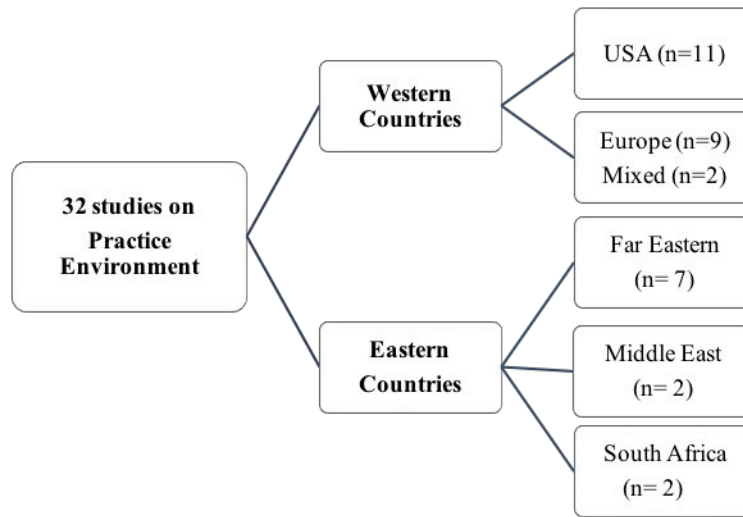 32 studies on
Practice
Environment
Western
Countries
USA (n=11)
Europe (n=9)
Mixed (n=2)
Eastern
Countries
Far Eastern
(n= 7)
Middle East
(n= 2)
South Africa
(n= 2)